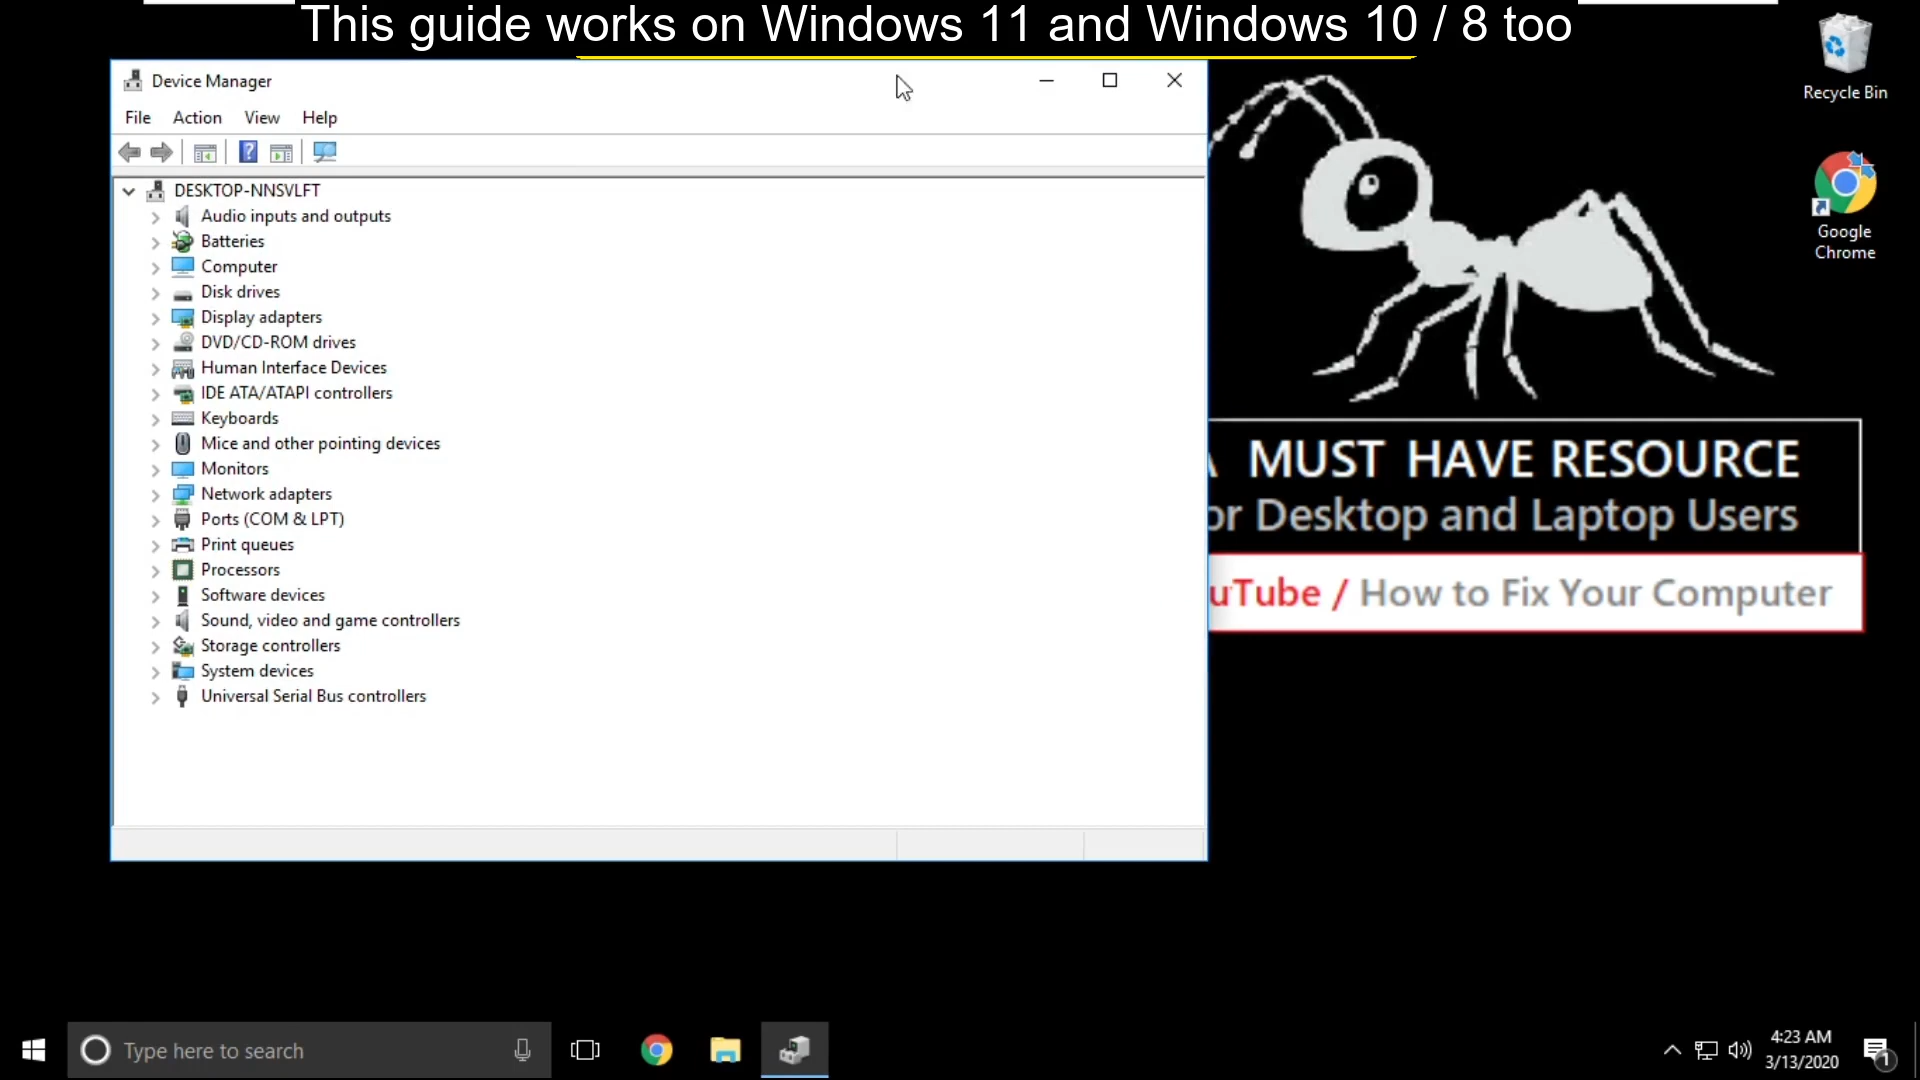 This guide works on Windows 11 and Windows 10 / 8 too
Device Manager
File Action View Help
DESKTOP-NNSVLFT
Audio inputs and outputs
Batteries
Computer
Disk drives
Display adapters
DVD/CD-ROM drives
Human Interface Devices
IDE ATA/ATAPI controllers
Keyboards
Mice and other pointing devices
Monitors
Network adapters
Ports (COM & LPT)
Print queues
Processors
Software devices
Sound, video and game controllers
Storage controllers
System devices
Universal Serial Bus controllers
Recycle Bin
Google
Chrome
MUST HAVE RESOURCE
or Desktop and Laptop Users
uTube / How to Fix Your Computer
Type here to search
4:23 AM
3/13/2020
1